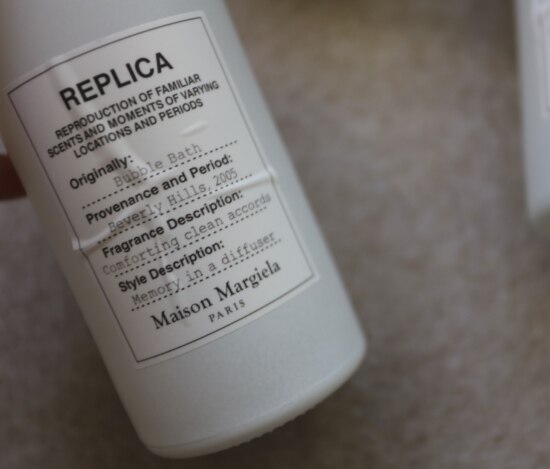 REPLICA
REPRODUCTION OF FAMILIAR
SCENTS AND MOMENTS OF VARYING
LOCATIONS AND PERIODS
Originally:
Bubble Bath
Provenance and Period:
Beverly Hills, 2005
Fragrance Description:
Comforting clean accords
Style Description:
Memory in a diffuser
Maison Margiela
PARIS